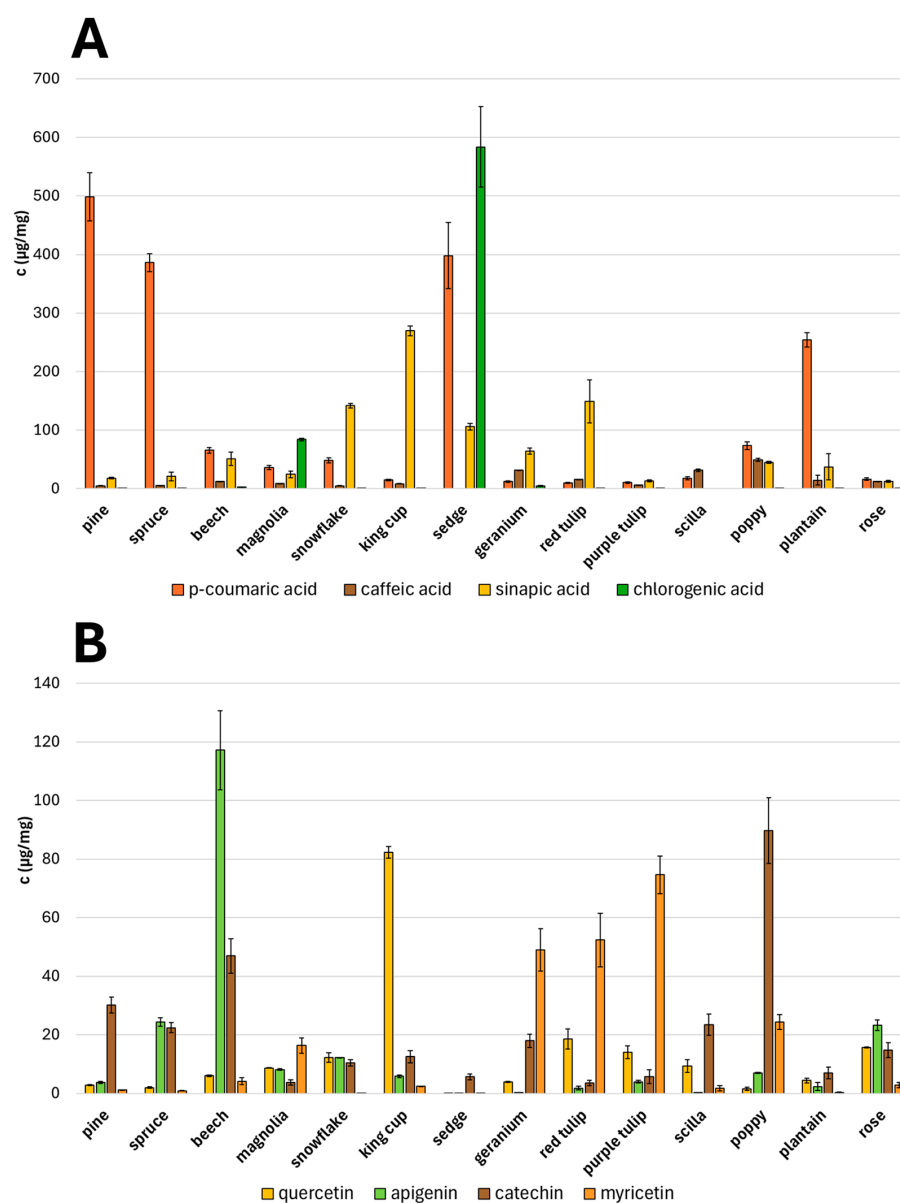 A
700
600
500
400
300
200
100
0
c (µg/mg)
pine spruce beech magnolia snowflake king cup sedge geranium red tulip purple tulip scilla poppy plantain rose
p-coumaric acid caffeic acid sinapic acid chlorogenic acid
B
140
120
100
80
60
40
20
0
c (µg/mg)
pine spruce beech magnolia snowflake king cup sedge geranium red tulip purple tulip scilla poppy plantain rose
quercetin apigenin catechin myricetin